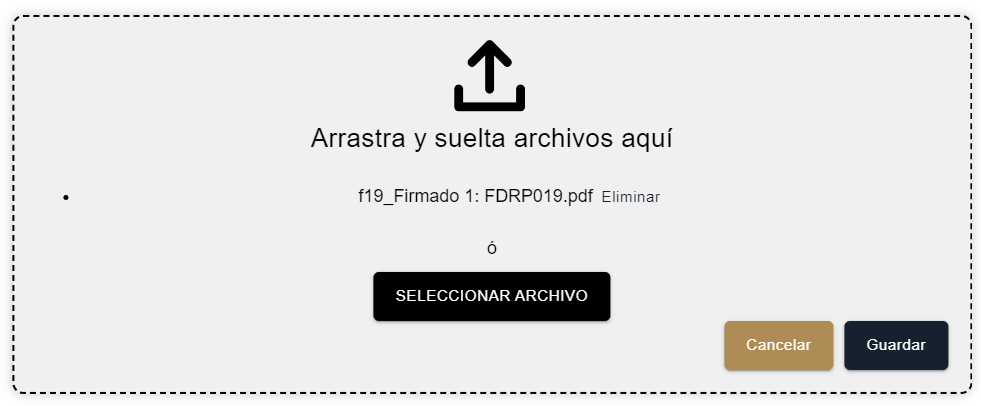 Arrastra y suelta archivos aquí
• f19_Firmado 1: FDRP019.pdf Eliminar
ó
SELECCIONAR ARCHIVO
Cancelar Guardar